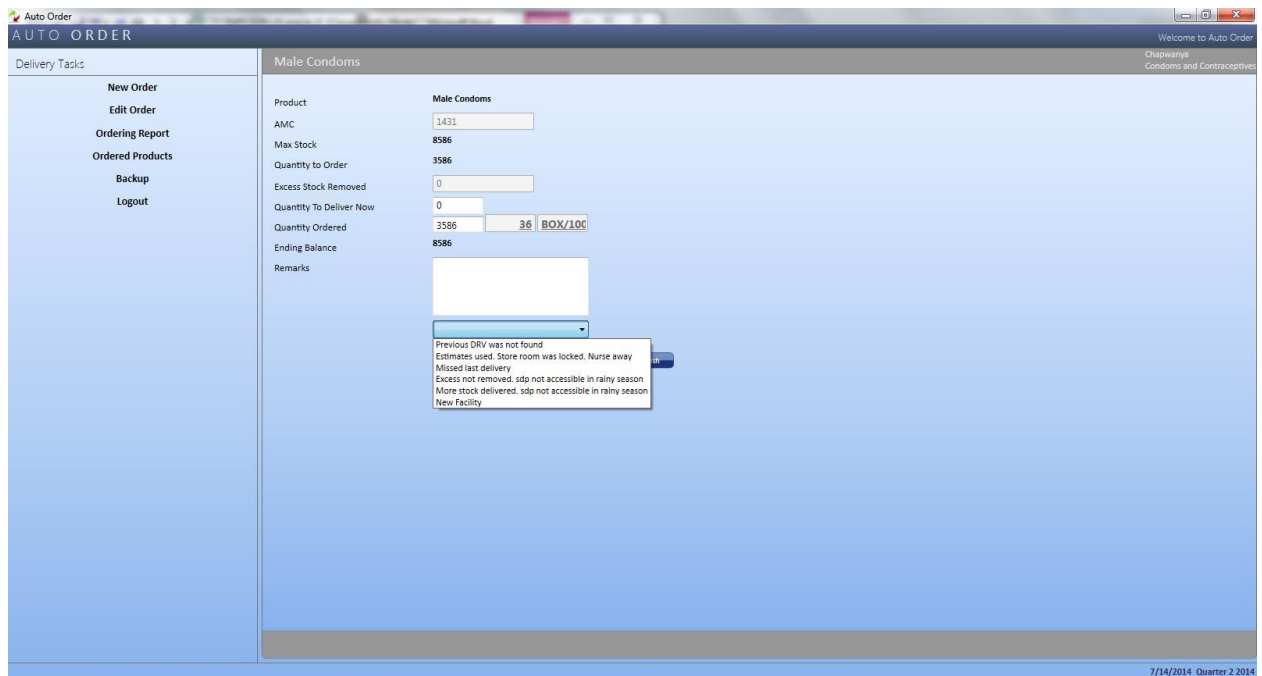 Auto Order
AUTO ORDER
Welcome to Auto Order
Delivery Tasks
New Order
Edit Order
Ordering Report
Ordered Products
Backup
Logout
Male Condoms
Chapwanya
Condoms and Contraceptives
Product Male Condoms
AMC 1431
Max Stock 8586
Quantity to Order 3586
Excess Stock Removed 0
Quantity To Deliver Now 0
Quantity Ordered 3586 36 BOX/100
Ending Balance 8586
Remarks
Previous DRV was not found
Estimates used. Store room was locked. Nurse away
Missed last delivery
Excess not removed. sdp not accessible in rainy season
More stock delivered. sdp not accessible in rainy season
New Facility
7/14/2014 Quarter 2 2014